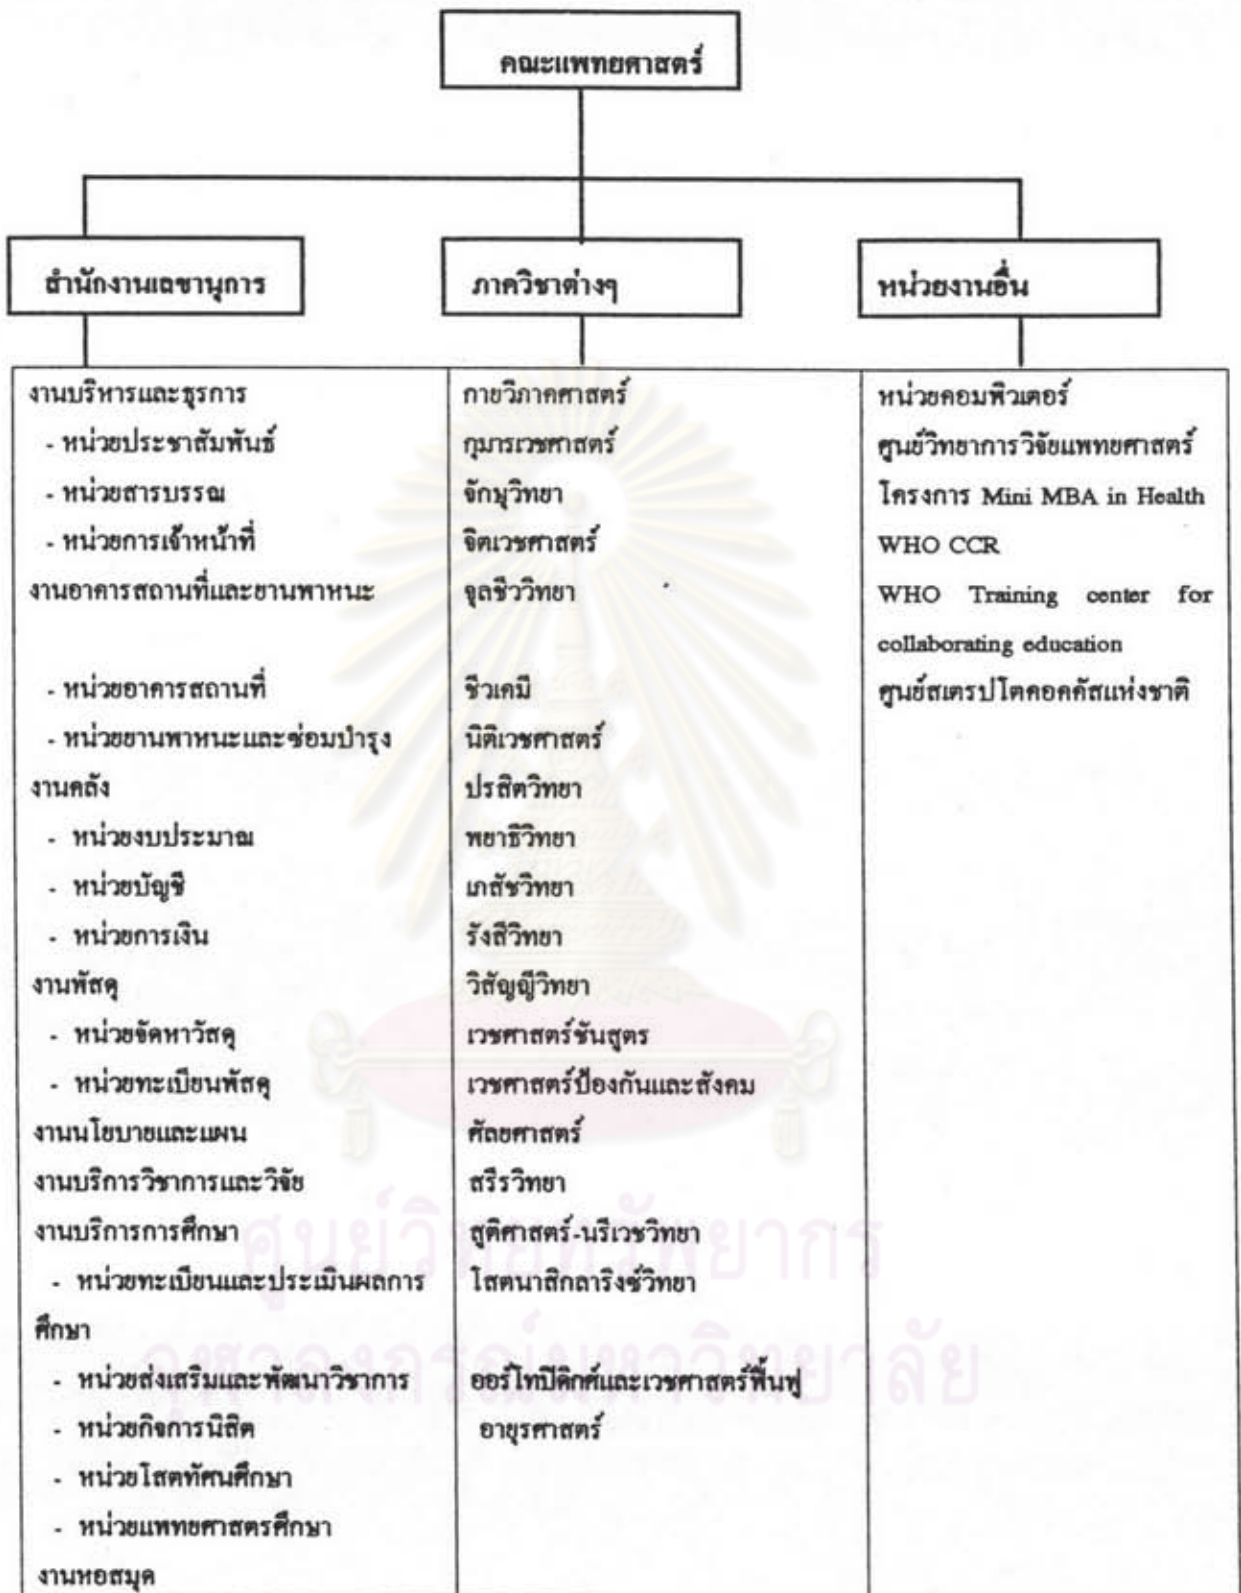 คณะแพทยศาสตร์
สำนักงานเลขานุการ
ภาควิชาต่างๆ
หน่วยงานอื่น
งานบริหารและธุรการ
- หน่วยประชาสัมพันธ์
- หน่วยสารบรรณ
- หน่วยการเจ้าหน้าที่
งานอาคารสถานที่และยานพาหนะ
- หน่วยอาคารสถานที่
- หน่วยยานพาหนะและซ่อมบำรุง
งานคลัง
- หน่วยงบประมาณ
- หน่วยบัญชี
- หน่วยการเงิน
งานพัสดุ
- หน่วยจัดหาวัสดุ
- หน่วยทะเบียนพัสดุ
งานนโยบายและแผน
งานบริการวิชาการและวิจัย
งานบริการการศึกษา
- หน่วยทะเบียนและประเมินผลการ
ศึกษา
- หน่วยส่งเสริมและพัฒนาวิชาการ
- หน่วยกิจการนิสิต
- หน่วยโสตทัศนศึกษา
- หน่วยแพทยศาสตรศึกษา
งานหอสมุด
กายวิภาคศาสตร์
กุมารเวชศาสตร์
จักษุวิทยา
จิตเวชศาสตร์
จุลชีววิทยา
ชีวเคมี
นิติเวชศาสตร์
ปรสิตวิทยา
พยาธิวิทยา
เภสัชวิทยา
รังสีวิทยา
วิสัญญีวิทยา
เวชศาสตร์ชันสูตร
เวชศาสตร์ป้องกันและสังคม
ศัลยศาสตร์
สรีรวิทยา
สูติศาสตร์-นรีเวชวิทยา
โสตนาสิกลาริงซ์วิทยา
ออร์โทปิดิกศ์และเวชศาสตร์ฟื้นฟู
อายุรศาสตร์
หน่วยคอมพิวเตอร์
ศูนย์วิทยาการวิจัยแพทยศาสตร์
โครงการ Mini MBA in Health
WHO CCR
WHO Training center for
collaborating education
ศูนย์สเตรปโตคอคคัสแห่งชาติ
ศูนย์วิทยทรัพยากร
จุฬาลงกรณ์มหาวิทยาลัย